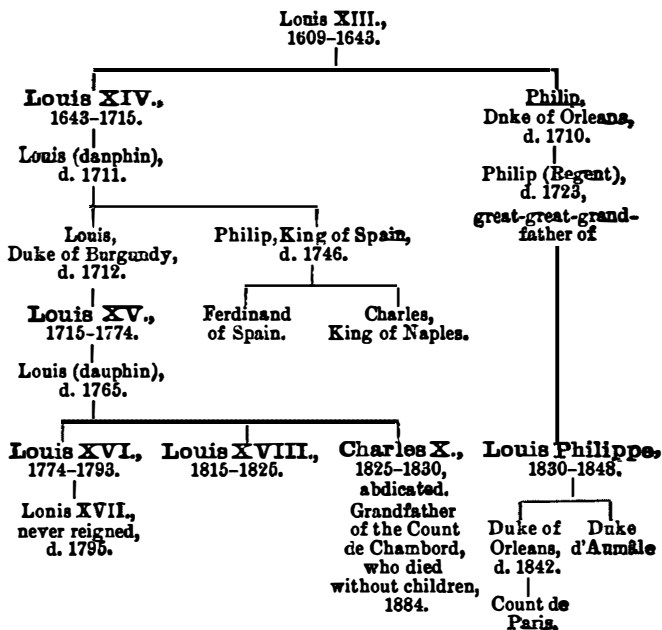 Louis XIII.,
1609–1643.
Louis XIV.,
1643–1715.
Louis (danphin),
d. 1711.
Philip,
Dnke of Orleans,
d. 1710.
Philip (Regent),
d. 1723,
great-great-grand-
father of
Louis,
Duke of Burgundy,
d. 1712.
Philip, King of Spain,
d. 1746.
Louis XV.,
1715–1774.
Louis (dauphin),
d. 1765.
Ferdinand
of Spain.
Charles,
King of Naples.
Louis XVI.,
1774–1793.
Lonis XVII.,
never reigned,
d. 1795.
Louis XVIII.,
1815–1825.
Charles X.,
1825–1830,
abdicated.
Grandfather
of the Count
de Chambord,
who died
without children,
1884.
Louis Philippe,
1830–1848.
Duke of
Orleans,
d. 1842.
Duke
d'Aumâle
Count de
Paris,